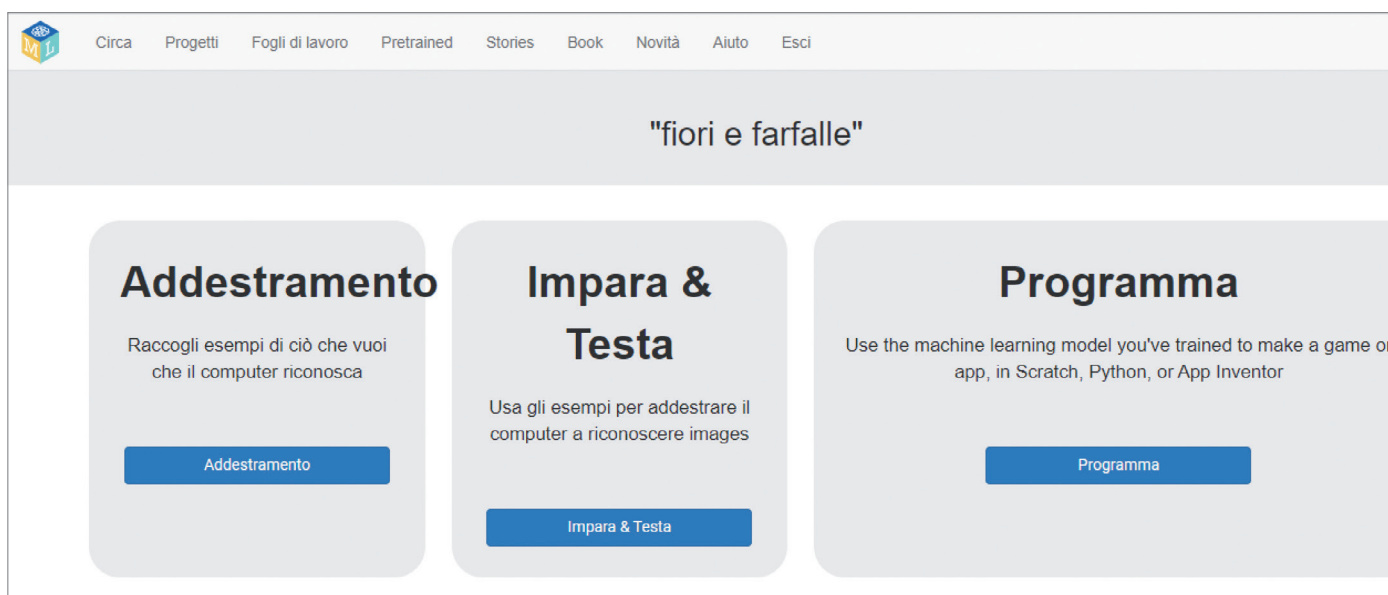 M L
Circa Progetti Fogli di lavoro Pretrained Stories Book Novità Aiuto Esci
"fiori e farfalle"
Addestramento
Raccogli esempi di ciò che vuoi
che il computer riconosca
Addestramento
Impara &
Testa
Usa gli esempi per addestrare il
computer a riconoscere images
Impara & Testa
Programma
Use the machine learning model you've trained to make a game or
app, in Scratch, Python, or App Inventor
Programma